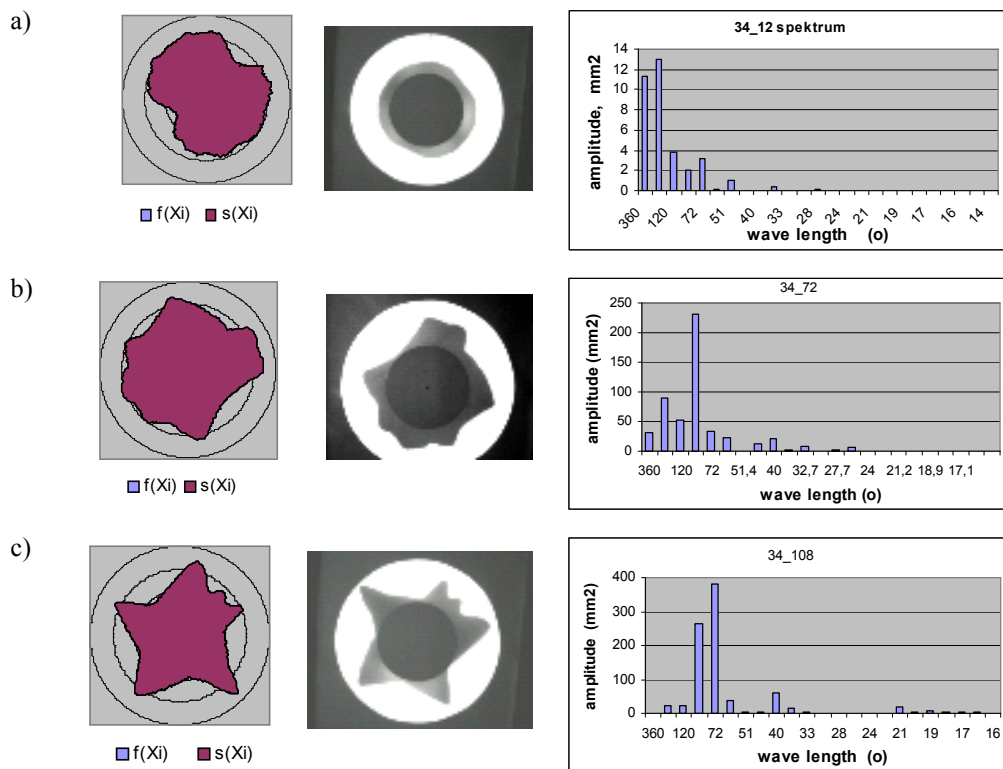 a)
f(Xi) s(Xi)
34_12 spektrum
amplitude, mm2
14
12
10
8
6
4
2
0
360 120 72 51 40 33 28 24 21 19 17 16 14
wave length (o)
b)
f(Xi) s(Xi)
34_72
amplitude (mm2)
250
200
150
100
50
0
360 120 72 51,4 40 32,7 27,7 24 21,2 18,9 17,1
wave length (o)
c)
f(Xi) s(Xi)
34_108
amplitude (mm2)
400
300
200
100
0
360 120 72 51 40 33 28 24 21 19 17 16
wave length (o)